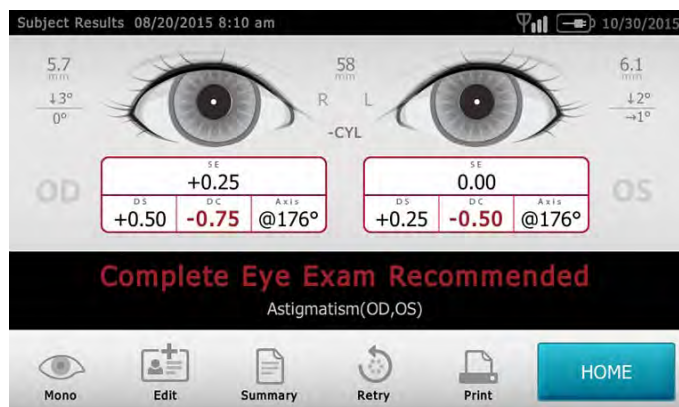 Subject Results 08/20/2015 8:10 am 10/30/2015
5.7 mm
↓3°
0°
58 mm
R L
-CYL
6.1 mm
↓2°
→1°
OD
SE
+0.25
DS DC Axis
+0.50 -0.75 @176°
SE
0.00
DS DC Axis
+0.25 -0.50 @176°
OS
Complete Eye Exam Recommended
Astigmatism(OD,OS)
Mono Edit Summary Retry Print HOME